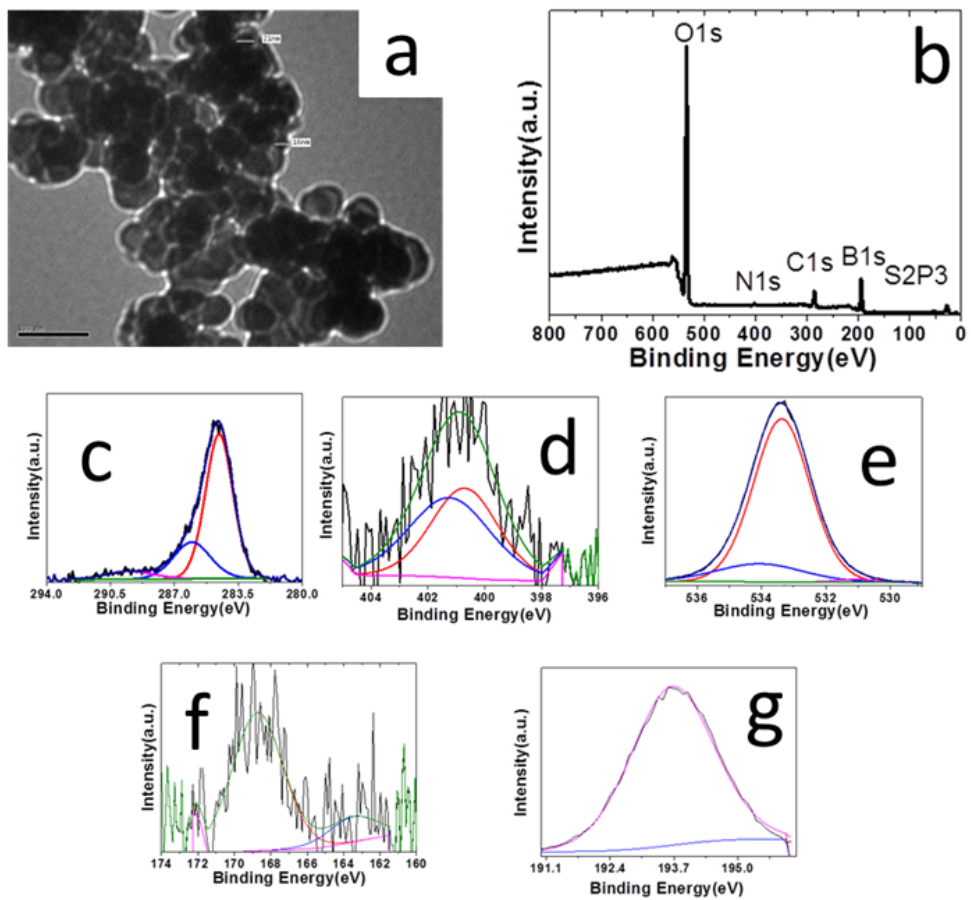 a
21nm
16nm
b
O1s
N1s
C1s
B1s
S2P3
Intensity(a.u.)
800 700 600 500 400 300 200 100 0
Binding Energy(eV)
c
Intensity(a.u.)
294.0 290.5 287.0 283.5 280.0
Binding Energy(eV)
d
Intensity(a.u.)
404 402 400 398 396
Binding Energy(eV)
e
Intensity(a.u.)
536 534 532 530
Binding Energy(eV)
f
Intensity(a.u.)
174 172 170 168 166 164 162 160
Binding Energy(eV)
g
Intensity(a.u.)
191.1 192.4 193.7 195.0
Binding Energy(eV)